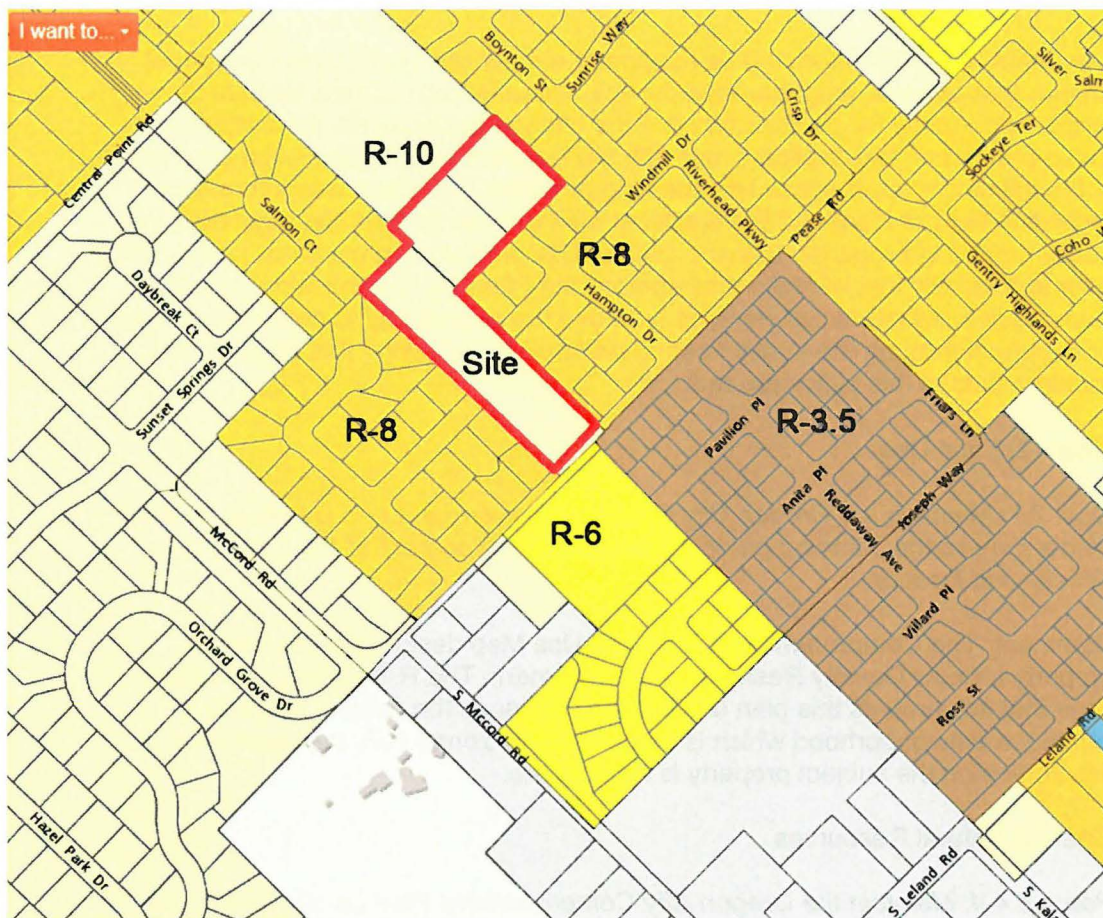 I want to...
Boynton St
Sunrise Way
Silver Salm
Crisp Dr
Sockeye Ter
Central Point Rd
R-10
Windmill Dr
Riverhead Pkwy
Pease Rd
Salmon Ct
Coho W
R-8
Gentry Highlands Ln
Daybreak Ct
Hampton Dr
Sunset Springs Dr
Site
Friars Ln
R-8
Pavilion Pl
R-3.5
Anita Pl
Reddaway Ave
Joseph Way
R-6
McCord Rd
Villard Pl
Orchard Grove Dr
S Mccord Rd
Ross St
Leland Rd
Hazel Park Dr
S Leland Rd
S Kal